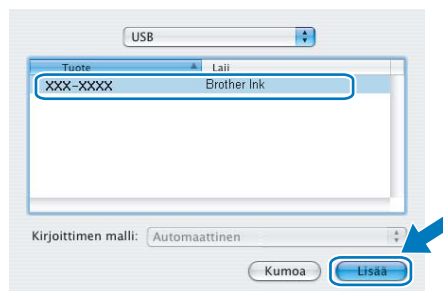 USB
Tuote Laji
XXX-XXXX Brother Ink
Kirjoittimen malli: Automaattinen
Kumoa Lisää